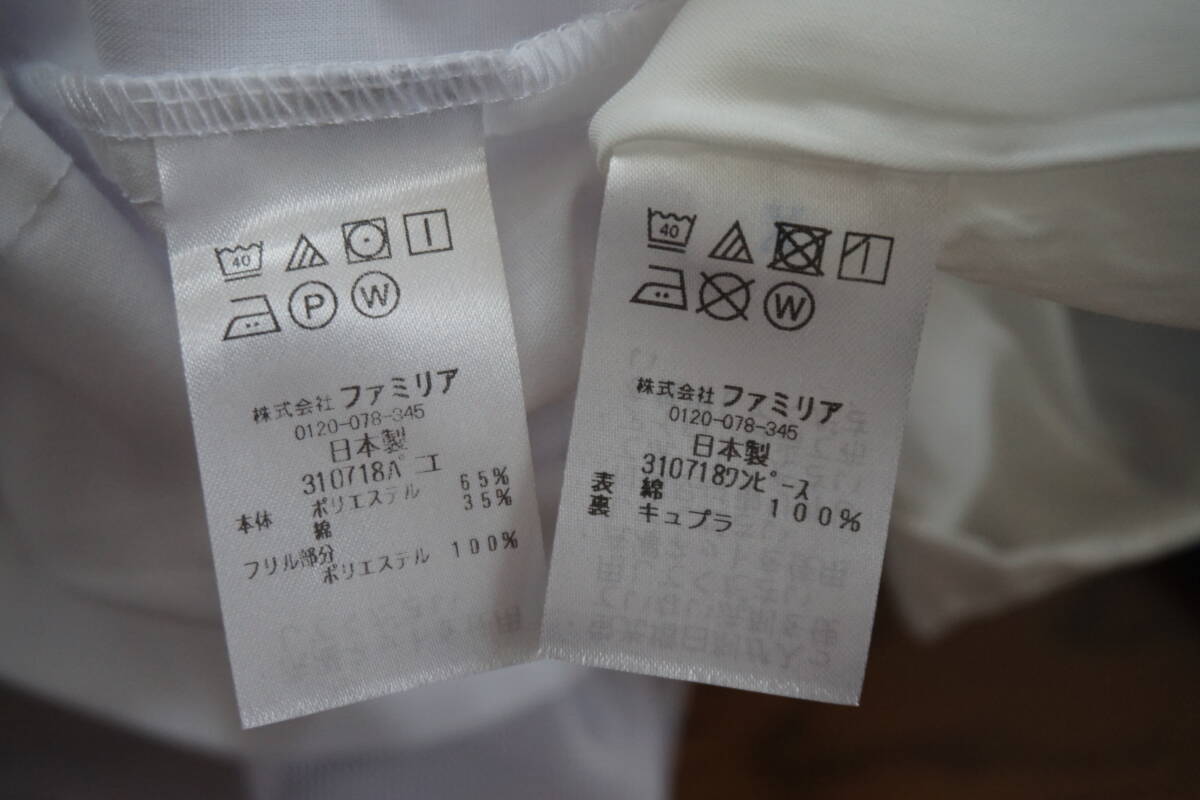 40
P W
株式会社 ファミリア
0120-078-345
日本製
310718ﾊﾟｴ
本体 ポリエステル 65%
綿 35%
フリル部分
ポリエステル 100%
40
W
株式会社 ファミリア
0120-078-345
日本製
310718ﾜﾝﾋﾟｰｽ
表 綿 100%
裏 キュプラ